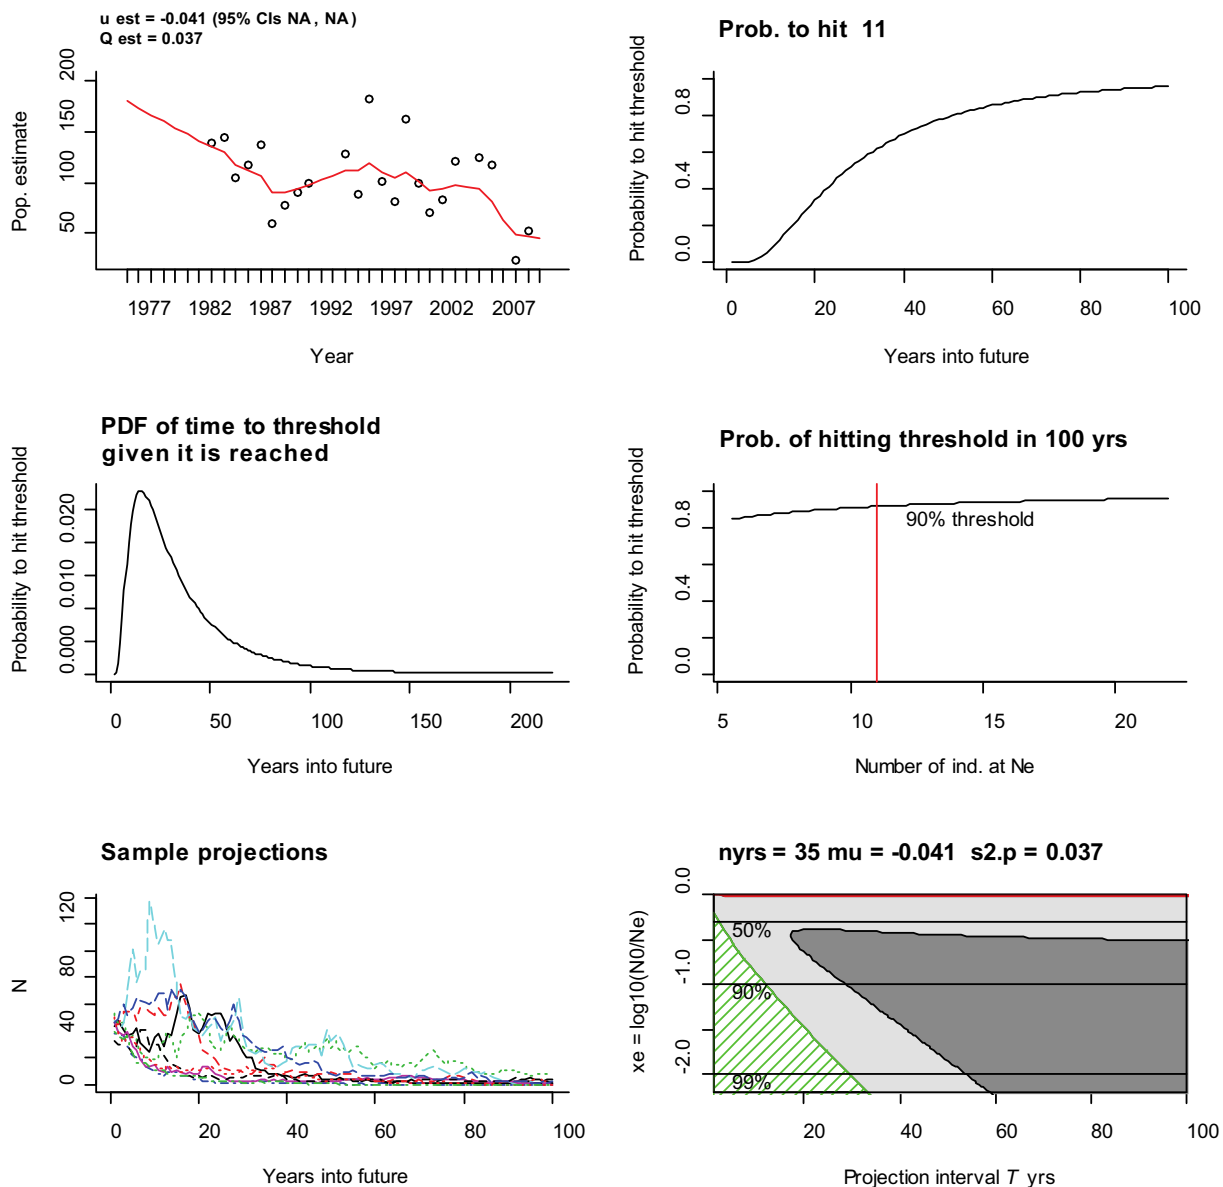 u est = -0.041 (95% CIs NA, NA)
Q est = 0.037
Pop. estimate
200
150
100
50
1977 1982 1987 1992 1997 2002 2007
Year
Prob. to hit 11
Probability to hit threshold
0.8
0.4
0.0
0 20 40 60 80 100
Years into future
PDF of time to threshold
given it is reached
Probability to hit threshold
0.020
0.010
0.000
0 50 100 150 200
Years into future
Prob. of hitting threshold in 100 yrs
Probability to hit threshold
0.8
0.4
0.0
90% threshold
5 10 15 20
Number of ind. at Ne
Sample projections
N
120
80
40
0
0 20 40 60 80 100
Years into future
nyrs = 35 mu = -0.041 s2.p = 0.037
xe = log10(N0/Ne)
0.0
-1.0
-2.0
50%
90%
99%
20 40 60 80 100
Projection interval T yrs